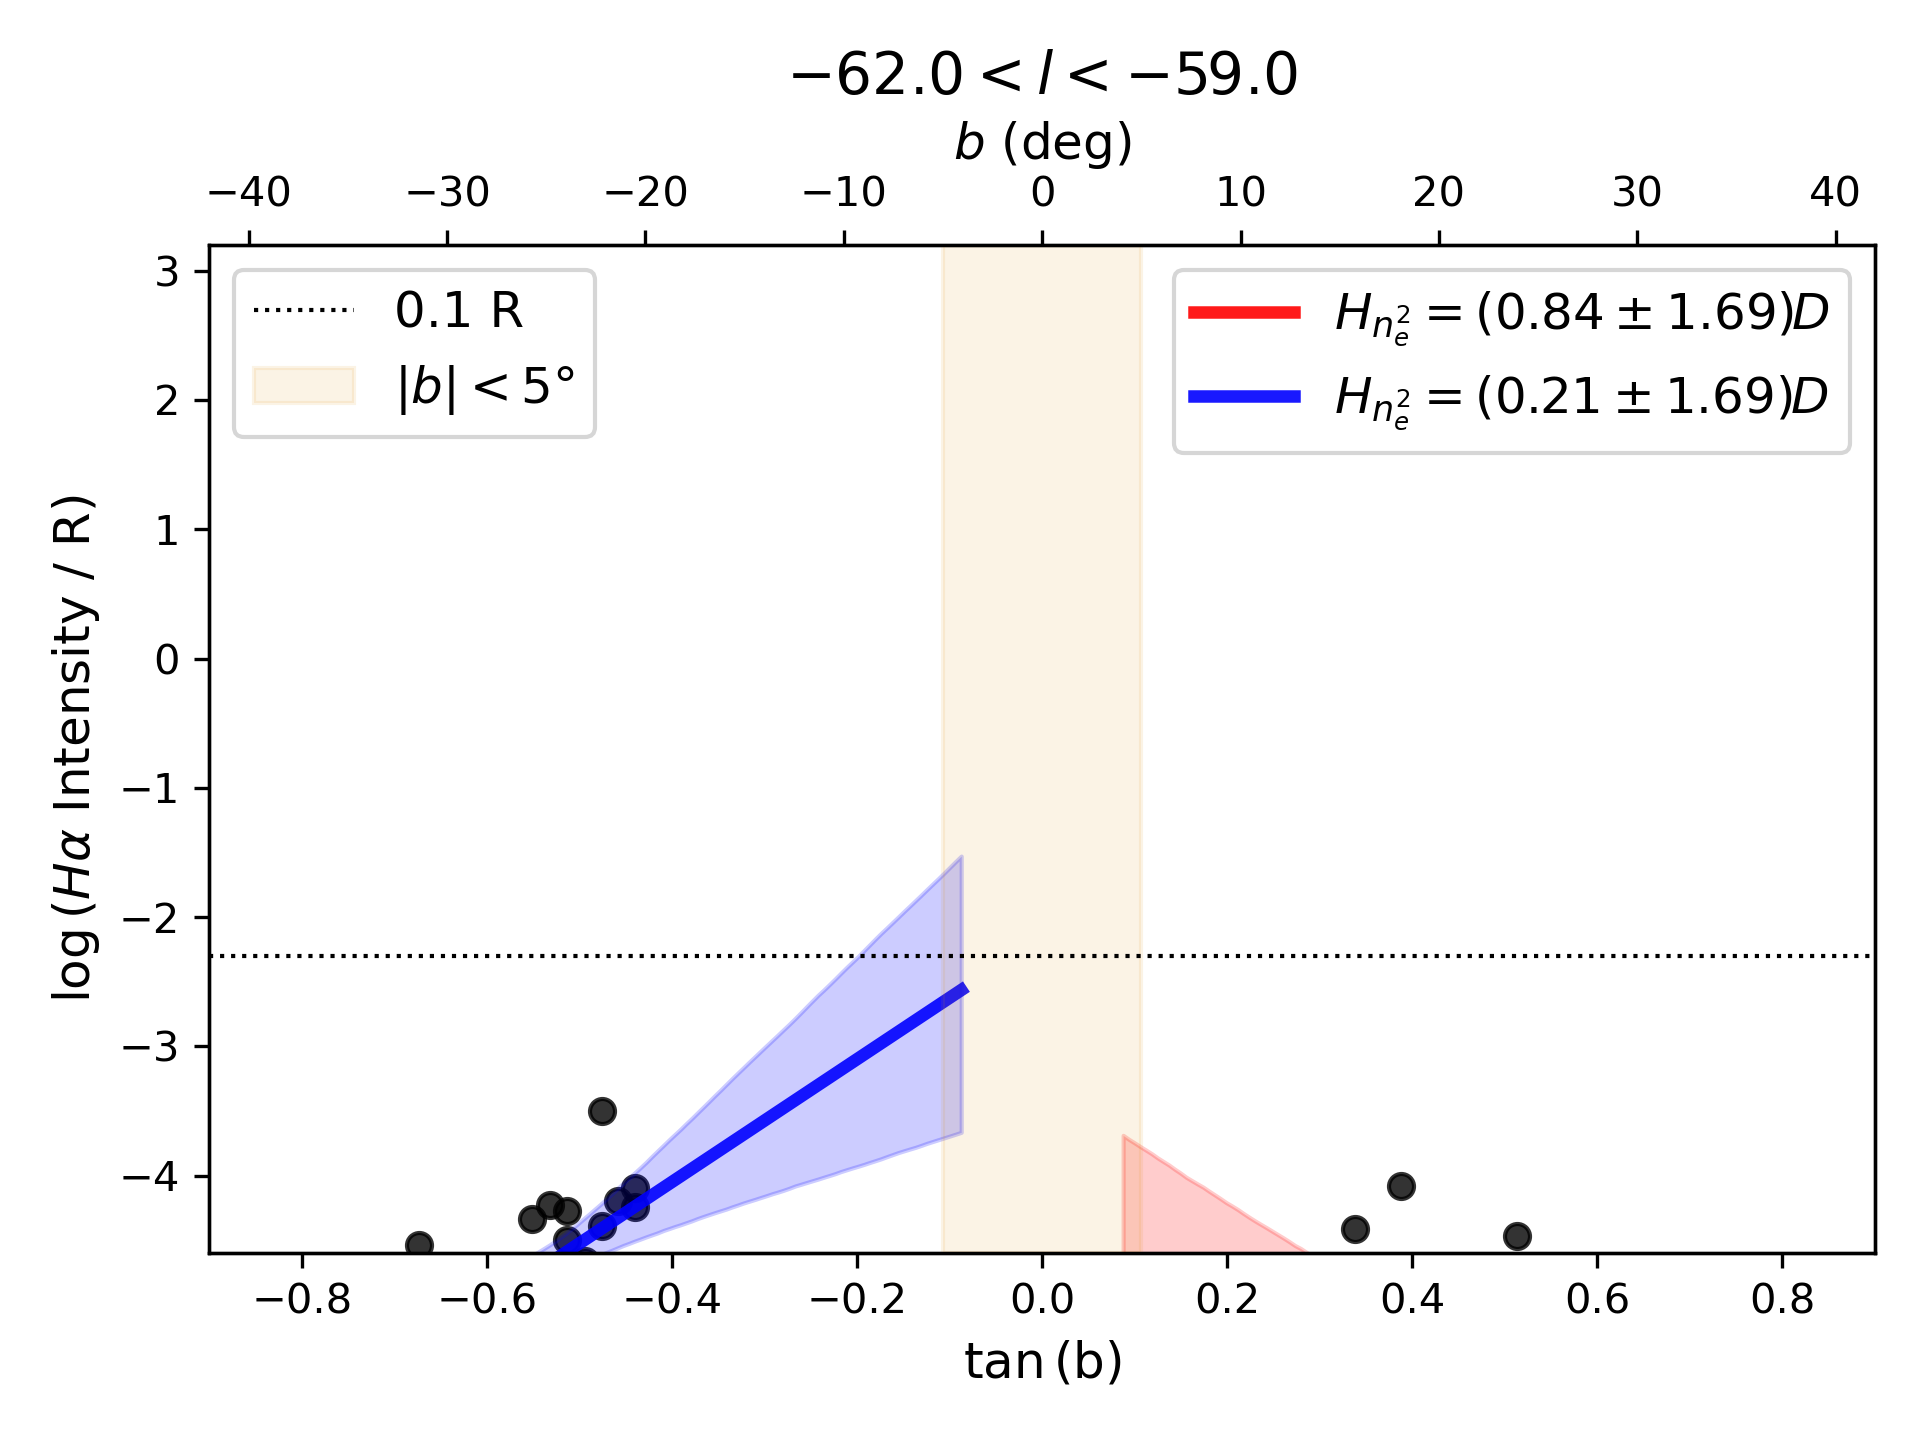 −62.0 < l < −59.0
b (deg)
−40 −30 −20 −10 0 10 20 30 40
0.1 R
|b| < 5°
H_{n_e^2} = (0.84 ± 1.69)D
H_{n_e^2} = (0.21 ± 1.69)D
3
2
1
0
−1
−2
−3
−4
log (Hα Intensity / R)
−0.8 −0.6 −0.4 −0.2 0.0 0.2 0.4 0.6 0.8
tan (b)